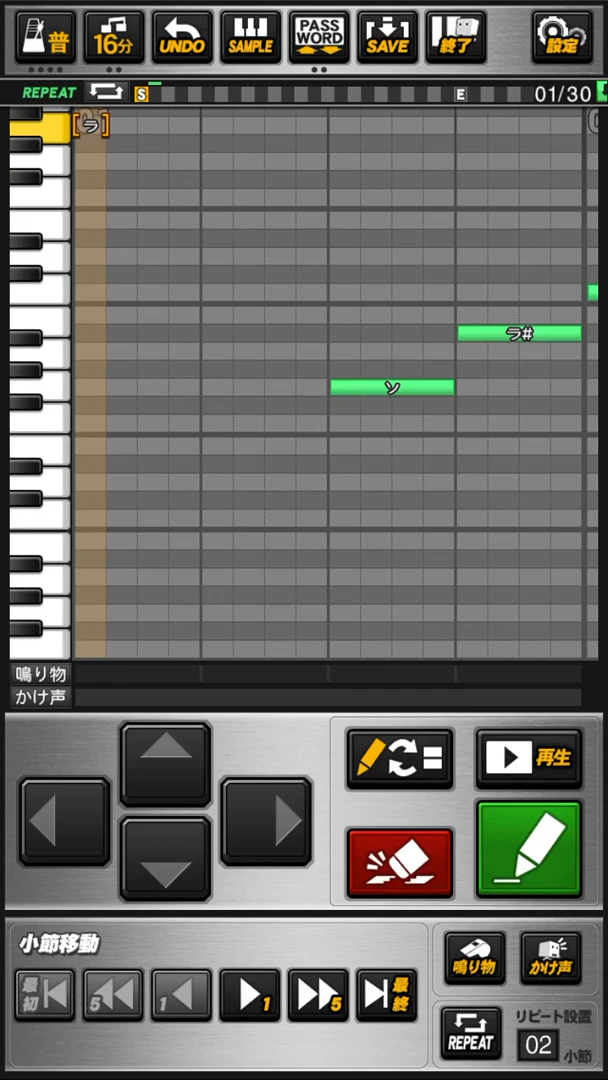 普 16分 UNDO SAMPLE PASS WORD SAVE 終了 設定
REPEAT S E 01/30
ラ
ラ#
ソ
鳴り物
かけ声
再生
小節移動
最初 5 1 1 5 最終
鳴り物 かけ声
REPEAT リピート設置 02 小節